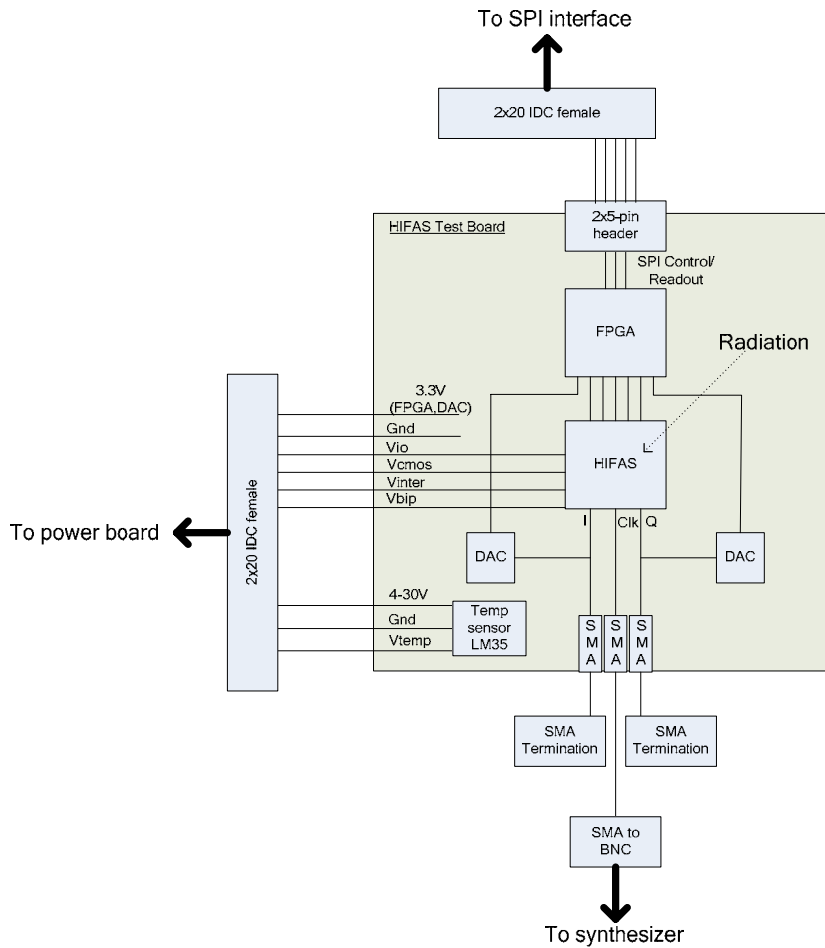 To SPI interface
2x20 IDC female
2x5-pin
header
HIFAS Test Board
SPI Control/
Readout
FPGA
Radiation
3.3V
(FPGA,DAC)
Gnd
Vio
Vcmos
Vinter
Vbip
HIFAS
I
Clk
Q
To power board
2x20 IDC female
DAC
DAC
4-30V
Gnd
Vtemp
Temp
sensor
LM35
S
M
A
S
M
A
S
M
A
SMA
Termination
SMA
Termination
SMA to
BNC
To synthesizer